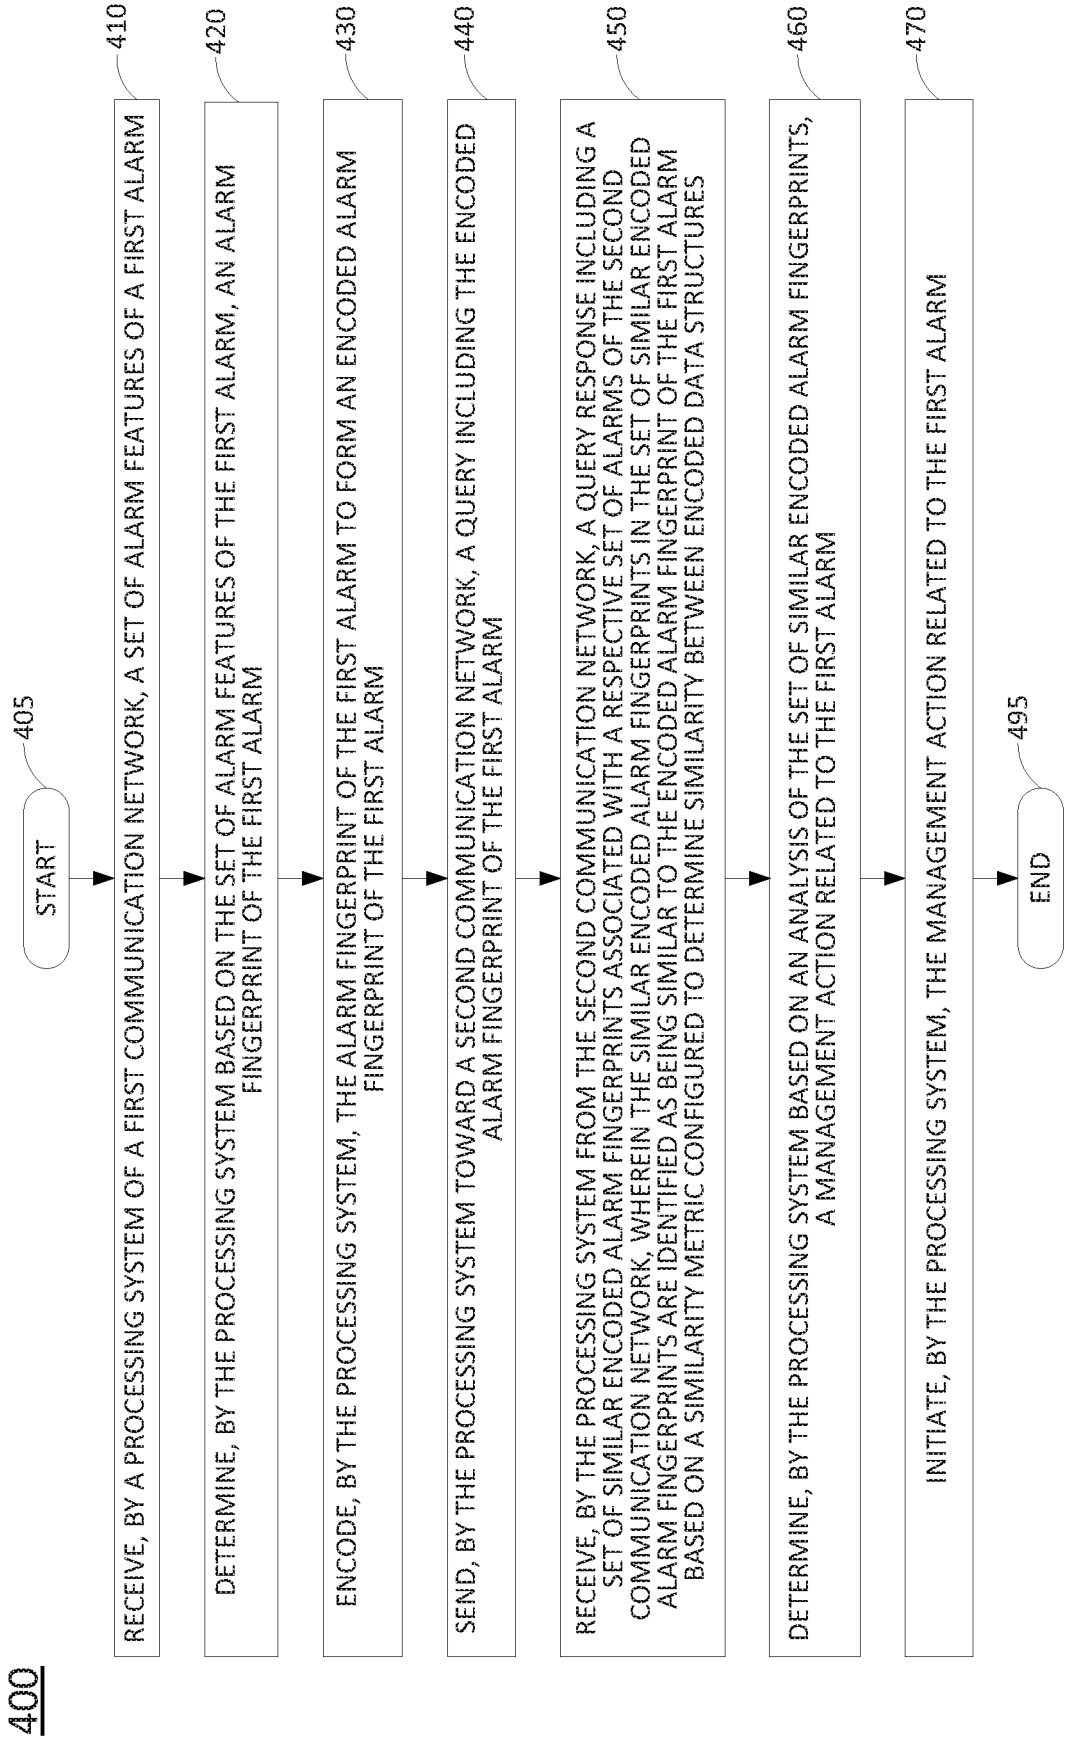 400
START
405
RECEIVE, BY A PROCESSING SYSTEM OF A FIRST COMMUNICATION NETWORK, A SET OF ALARM FEATURES OF A FIRST ALARM
410
DETERMINE, BY THE PROCESSING SYSTEM BASED ON THE SET OF ALARM FEATURES OF THE FIRST ALARM, AN ALARM
FINGERPRINT OF THE FIRST ALARM
420
ENCODE, BY THE PROCESSING SYSTEM, THE ALARM FINGERPRINT OF THE FIRST ALARM TO FORM AN ENCODED ALARM
FINGERPRINT OF THE FIRST ALARM
430
SEND, BY THE PROCESSING SYSTEM TOWARD A SECOND COMMUNICATION NETWORK, A QUERY INCLUDING THE ENCODED
ALARM FINGERPRINT OF THE FIRST ALARM
440
RECEIVE, BY THE PROCESSING SYSTEM FROM THE SECOND COMMUNICATION NETWORK, A QUERY RESPONSE INCLUDING A
SET OF SIMILAR ENCODED ALARM FINGERPRINTS ASSOCIATED WITH A RESPECTIVE SET OF ALARMS OF THE SECOND
COMMUNICATION NETWORK, WHEREIN THE SIMILAR ENCODED ALARM FINGERPRINTS IN THE SET OF SIMILAR ENCODED
ALARM FINGERPRINTS ARE IDENTIFIED AS BEING SIMILAR TO THE ENCODED ALARM FINGERPRINT OF THE FIRST ALARM
BASED ON A SIMILARITY METRIC CONFIGURED TO DETERMINE SIMILARITY BETWEEN ENCODED DATA STRUCTURES
450
DETERMINE, BY THE PROCESSING SYSTEM BASED ON AN ANALYSIS OF THE SET OF SIMILAR ENCODED ALARM FINGERPRINTS,
A MANAGEMENT ACTION RELATED TO THE FIRST ALARM
460
INITIATE, BY THE PROCESSING SYSTEM, THE MANAGEMENT ACTION RELATED TO THE FIRST ALARM
470
END
495